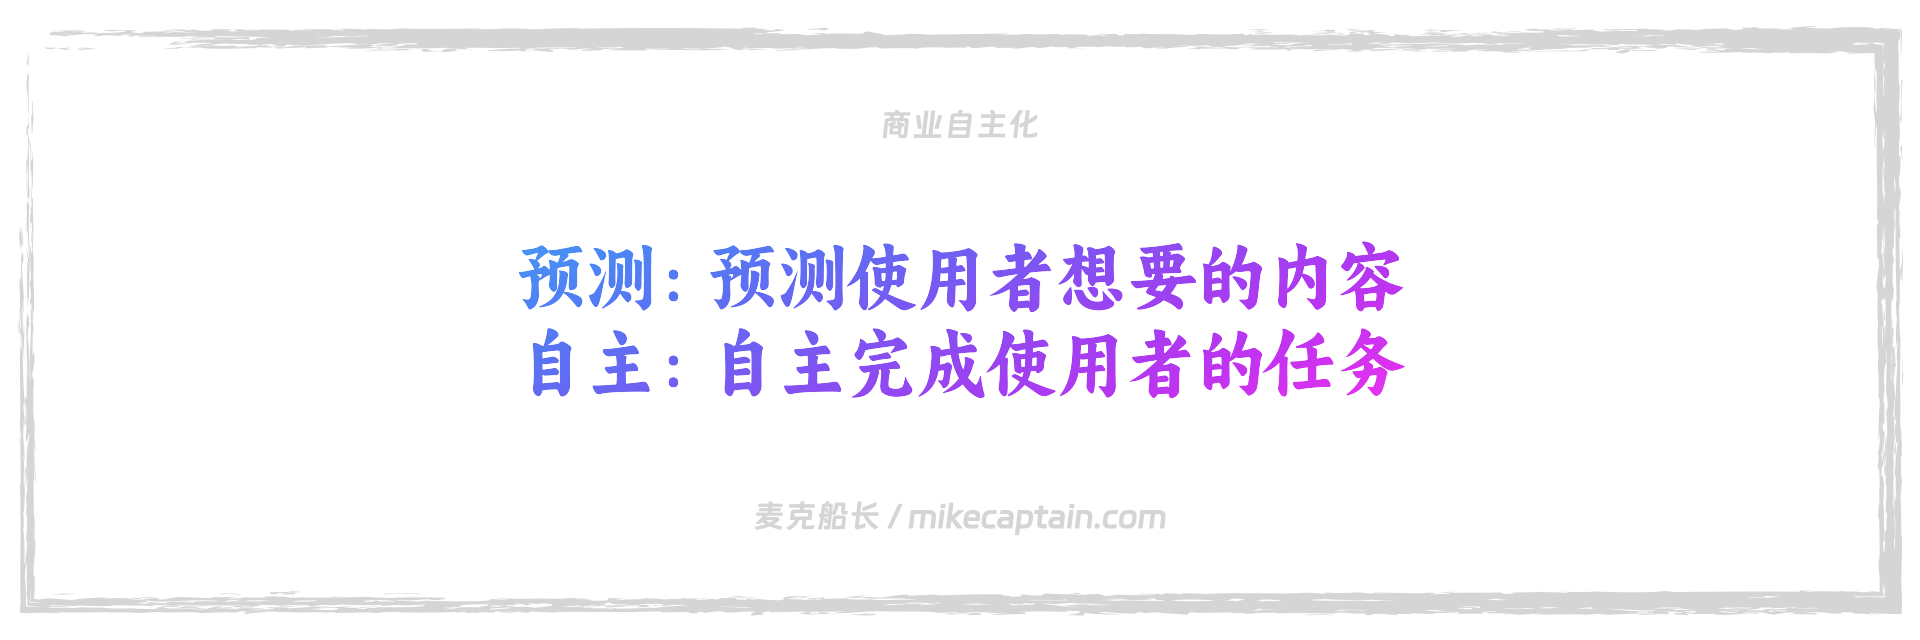 商业自主化
预测：预测使用者想要的内容
自主：自主完成使用者的任务
麦克船长 / mikecaptain.com